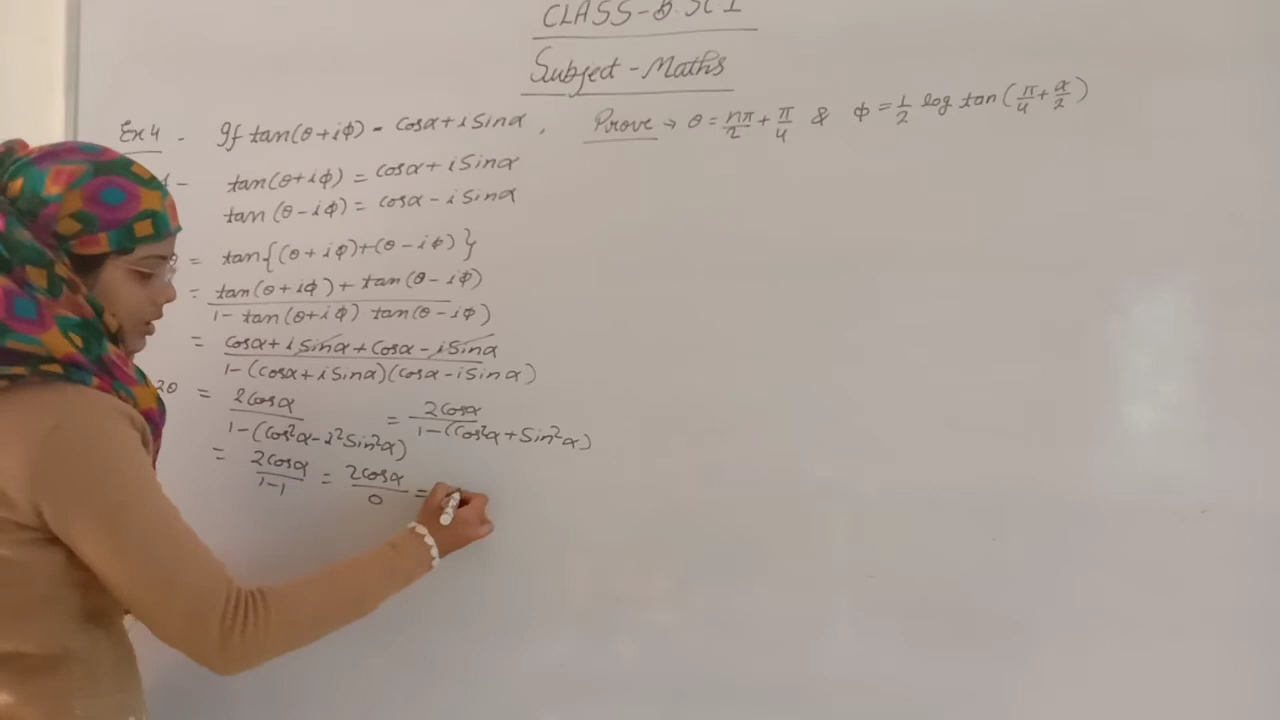 CLASS-B.SC I
Subject - Maths
Ex 4 - If tan(θ+iϕ) = cosα+i Sinα, Prove → θ = nπ/2 + π/4 & ϕ = 1/2 log tan(π/4 + α/2)
tan(θ+iϕ) = cosα+ i Sinα
tan(θ-iϕ) = cosα - i Sinα
= tan{(θ+iϕ)+(θ-iϕ)}
= tan(θ+iϕ) + tan(θ-iϕ) / 1- tan(θ+iϕ) tan(θ-iϕ)
= cosα+ i Sinα + cosα - i Sinα / 1-(cosα+i Sinα)(cosα-i Sinα)
2θ = 2cosα / 1-(cos²α - i²Sin²α) = 2cosα / 1-(cos²α + Sin²α)
= 2cosα / 1-1 = 2cosα / 0 =